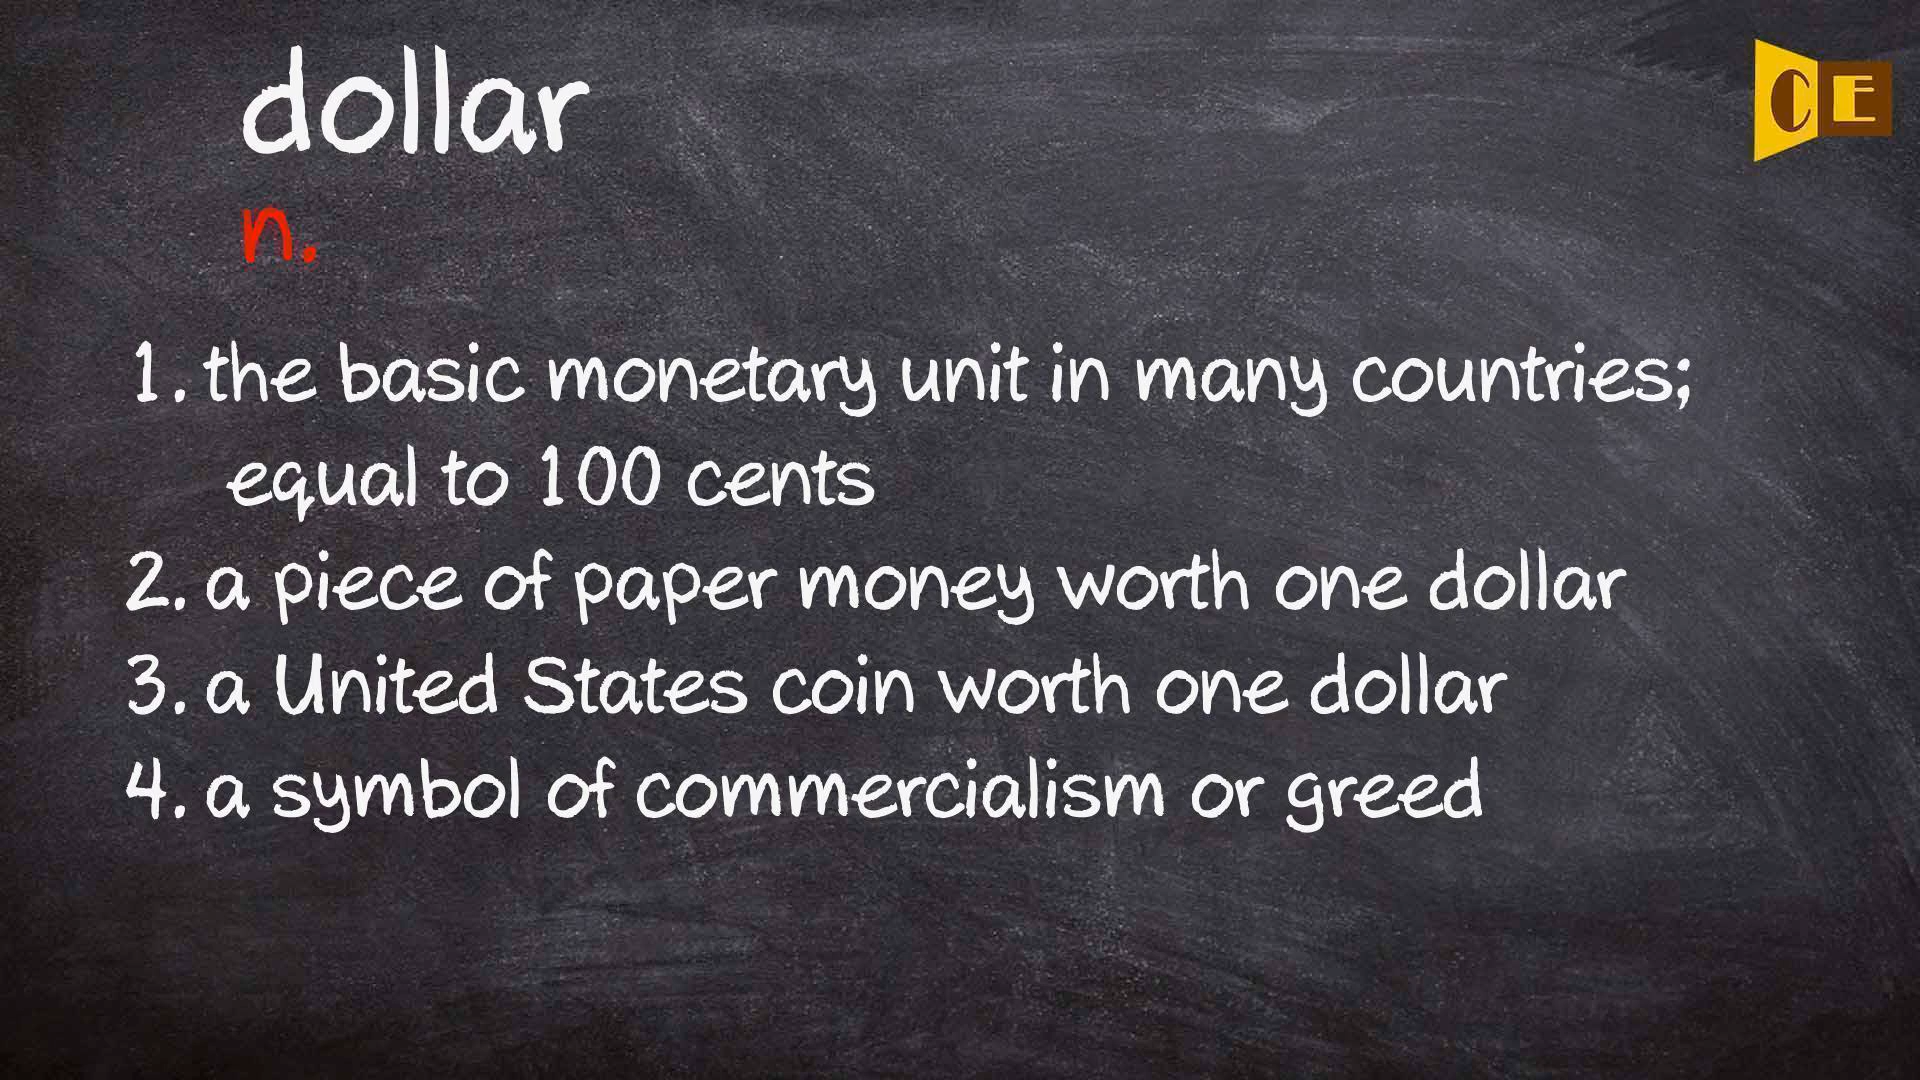 dollar
CE
n.
1. the basic monetary unit in many countries;
equal to 100 cents
2. a piece of paper money worth one dollar
3. a United States coin worth one dollar
4. a symbol of commercialism or greed